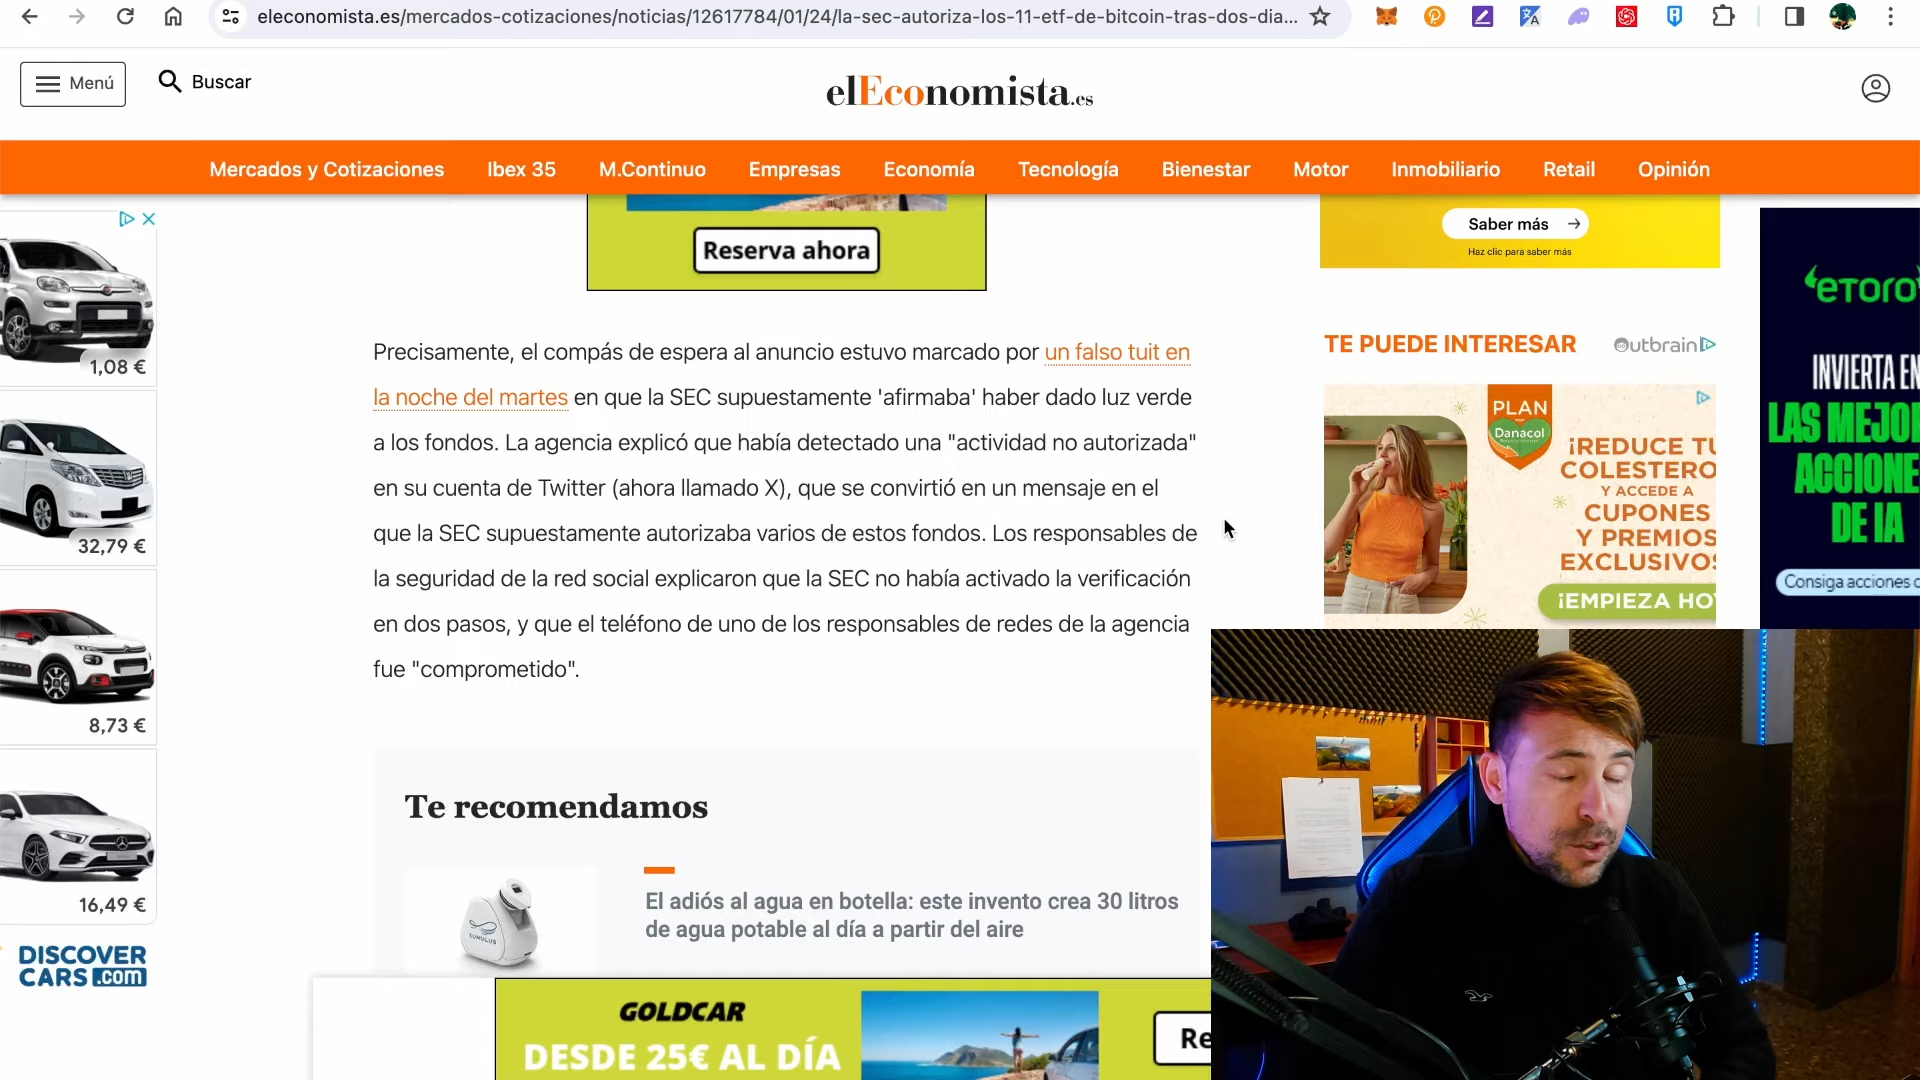 eleconomista.es/mercados-cotizaciones/noticias/12617784/01/24/la-sec-autoriza-los-11-etf-de-bitcoin-tras-dos-dia...
Menú
Buscar
elEconomista.es
Mercados y Cotizaciones Ibex 35 M.Continuo Empresas Economía Tecnología Bienestar Motor Inmobiliario Retail Opinión
Reserva ahora
Saber más →
Haz clic para saber más
1,08 €
32,79 €
8,73 €
16,49 €
DISCOVER
CARS.com
Precisamente, el compás de espera al anuncio estuvo marcado por un falso tuit en
la noche del martes en que la SEC supuestamente 'afirmaba' haber dado luz verde
a los fondos. La agencia explicó que había detectado una "actividad no autorizada"
en su cuenta de Twitter (ahora llamado X), que se convirtió en un mensaje en el
que la SEC supuestamente autorizaba varios de estos fondos. Los responsables de
la seguridad de la red social explicaron que la SEC no había activado la verificación
en dos pasos, y que el teléfono de uno de los responsables de redes de la agencia
fue "comprometido".
TE PUEDE INTERESAR
Outbrain
PLAN
Danacol
¡REDUCE TU
COLESTERO
Y ACCEDE A
CUPONES
Y PREMIOS
EXCLUSIVOS
¡EMPIEZA HOY
eToro
INVIERTA EN
LAS MEJOR
ACCIONE
DE IA
Consiga acciones
Te recomendamos
KUMULUS
El adiós al agua en botella: este invento crea 30 litros
de agua potable al día a partir del aire
GOLDCAR
DESDE 25€ AL DÍA
Re